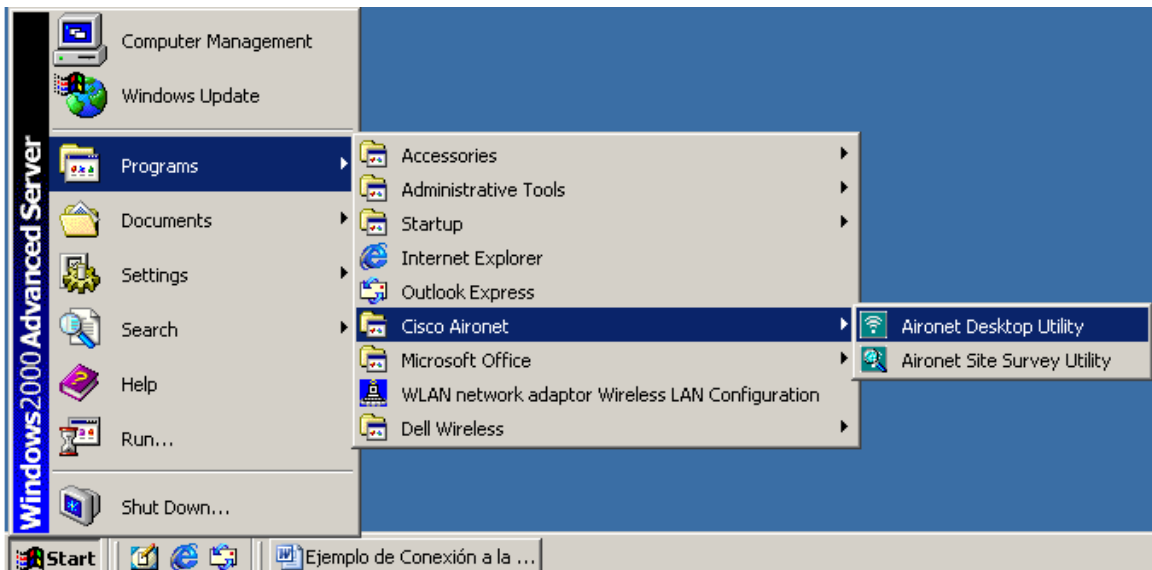 Windows2000 Advanced Server
Computer Management
Windows Update
Programs
Documents
Settings
Search
Help
Run...
Shut Down...
Accessories
Administrative Tools
Startup
Internet Explorer
Outlook Express
Cisco Aironet
Microsoft Office
WLAN network adaptor Wireless LAN Configuration
Dell Wireless
Aironet Desktop Utility
Aironet Site Survey Utility
Start
Ejemplo de Conexión a la ...